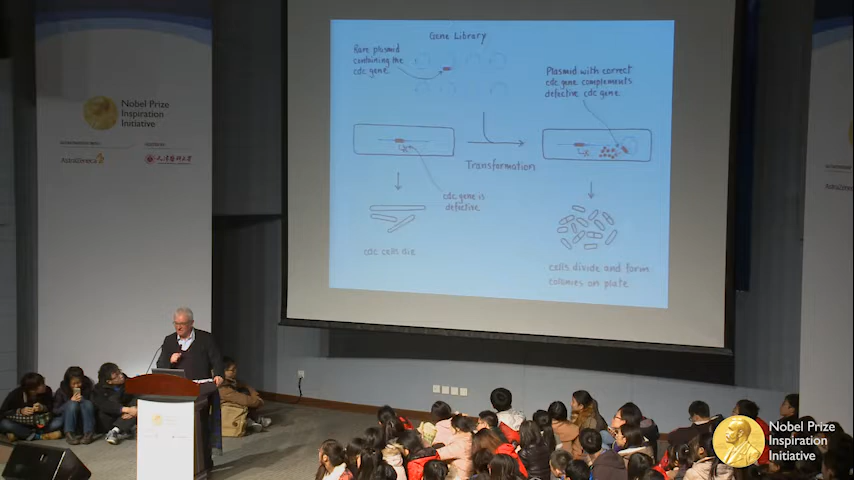 Gene Library
Rare plasmid
containing the
cdc gene.
Plasmid with correct
cdc gene complements
defective cdc gene.
Transformation
cdc gene is
defective.
cdc cells die
cells divide and form
colonies on plate
Nobel Prize
Inspiration
Initiative
AstraZeneca
Nobel Prize
Inspiration
Initiative